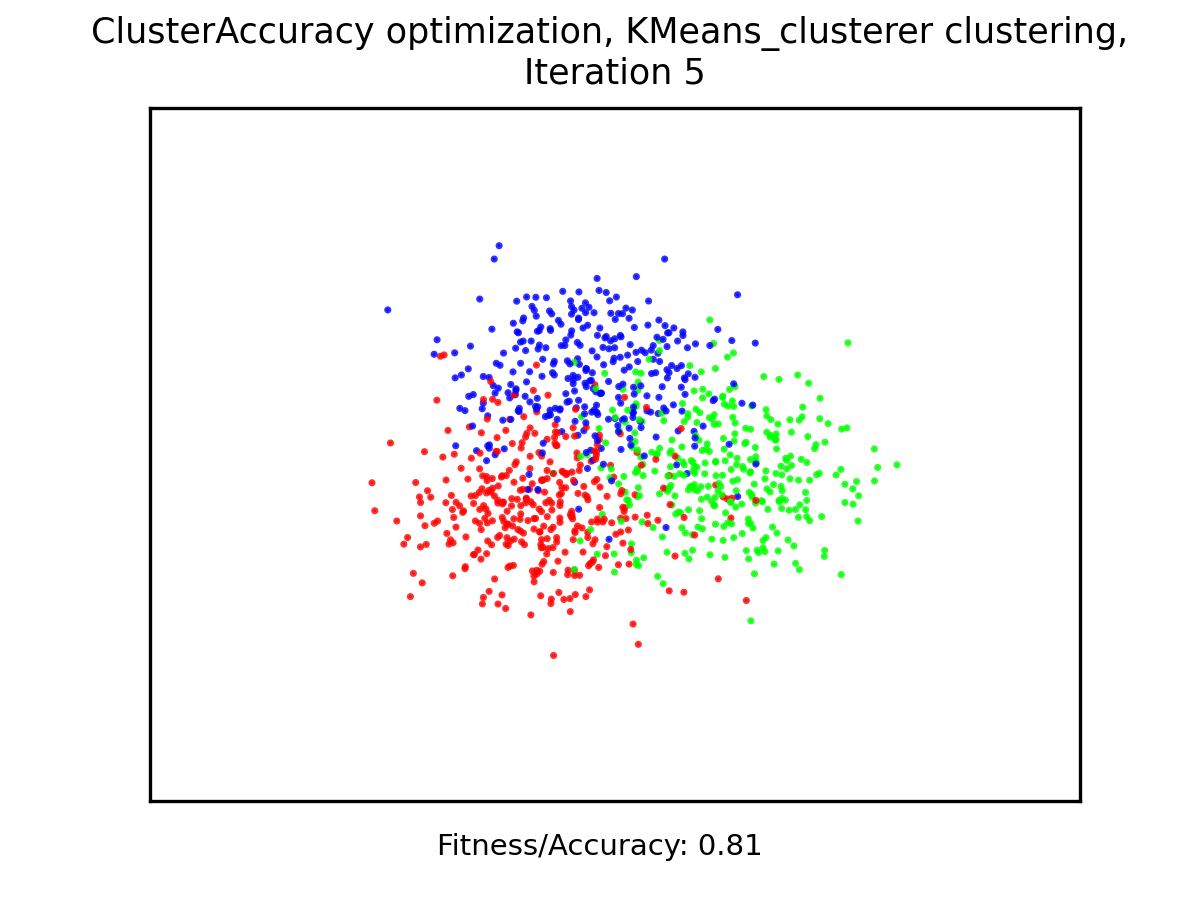 ClusterAccuracy optimization, KMeans_clusterer clustering,
Iteration 5
Fitness/Accuracy: 0.81